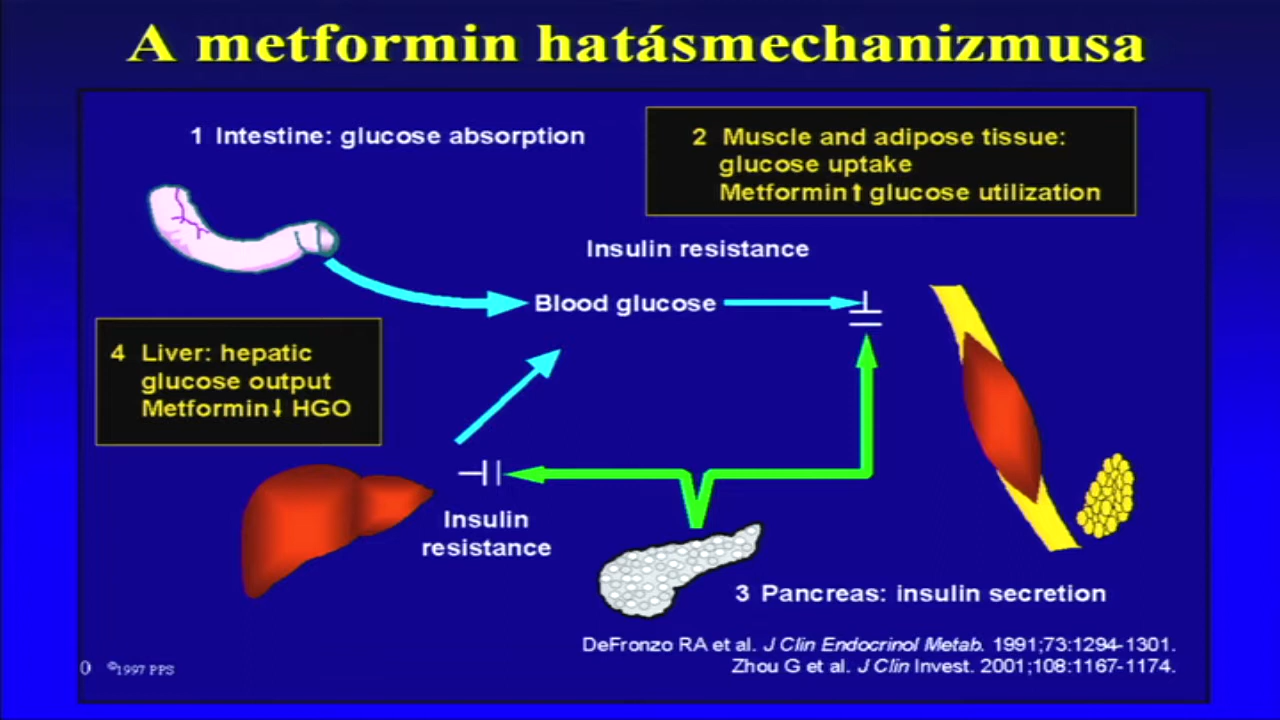 A metformin hatásmechanizmusa
1 Intestine: glucose absorption
2 Muscle and adipose tissue:
glucose uptake
Metformin↑ glucose utilization
Insulin resistance
Blood glucose
4 Liver: hepatic
glucose output
Metformin↓ HGO
Insulin
resistance
3 Pancreas: insulin secretion
DeFronzo RA et al. J Clin Endocrinol Metab. 1991;73:1294-1301.
Zhou G et al. J Clin Invest. 2001;108:1167-1174.
0 ©1997 PPS